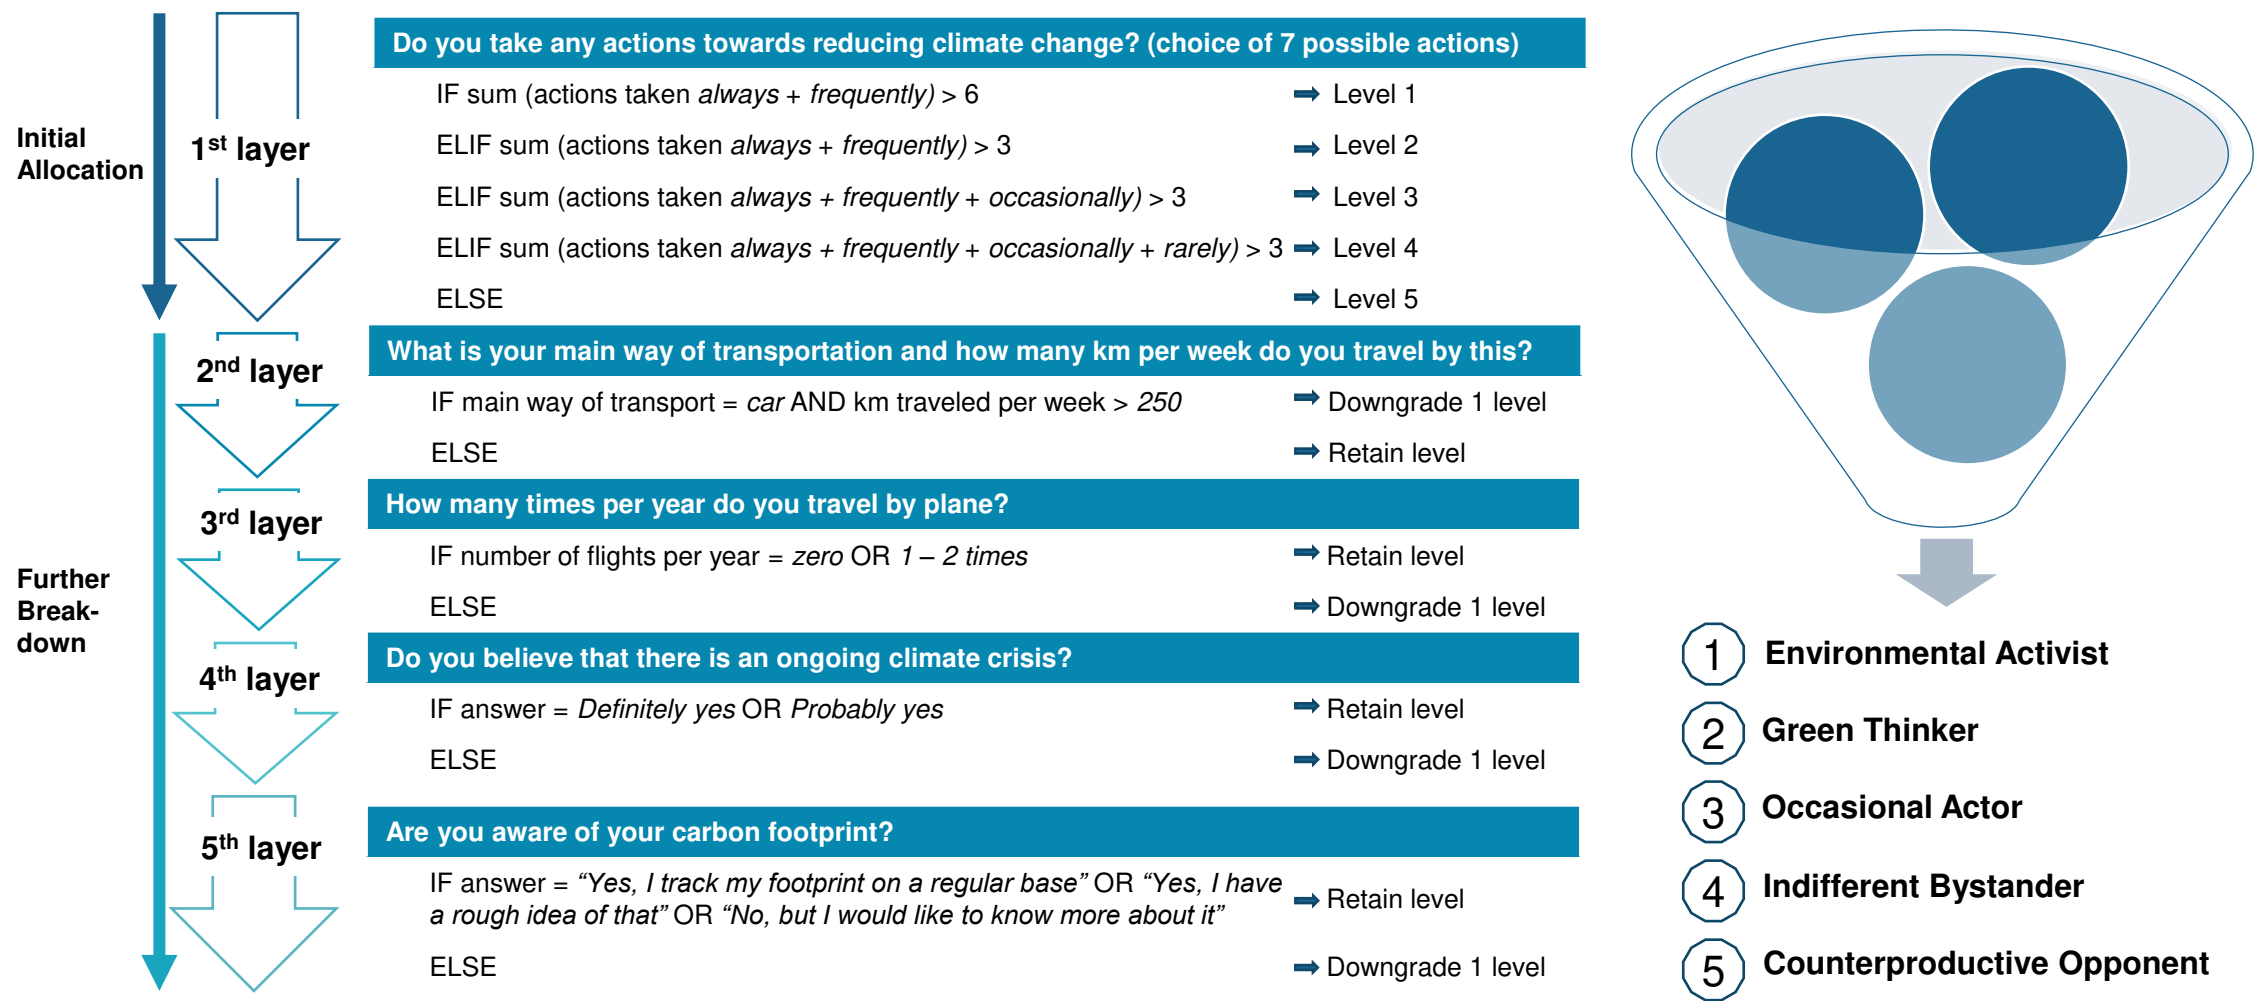 Initial
Allocation
1st layer
Do you take any actions towards reducing climate change? (choice of 7 possible actions)
IF sum (actions taken always + frequently) > 6 Level 1
ELIF sum (actions taken always + frequently) > 3 Level 2
ELIF sum (actions taken always + frequently + occasionally) > 3 Level 3
ELIF sum (actions taken always + frequently + occasionally + rarely) > 3 Level 4
ELSE Level 5
Further
Break-
down
2nd layer
What is your main way of transportation and how many km per week do you travel by this?
IF main way of transport = car AND km traveled per week > 250 Downgrade 1 level
ELSE Retain level
3rd layer
How many times per year do you travel by plane?
IF number of flights per year = zero OR 1 – 2 times Retain level
ELSE Downgrade 1 level
4th layer
Do you believe that there is an ongoing climate crisis?
IF answer = Definitely yes OR Probably yes Retain level
ELSE Downgrade 1 level
5th layer
Are you aware of your carbon footprint?
IF answer = “Yes, I track my footprint on a regular base” OR “Yes, I have
a rough idea of that” OR “No, but I would like to know more about it” Retain level
ELSE Downgrade 1 level
1 Environmental Activist
2 Green Thinker
3 Occasional Actor
4 Indifferent Bystander
5 Counterproductive Opponent